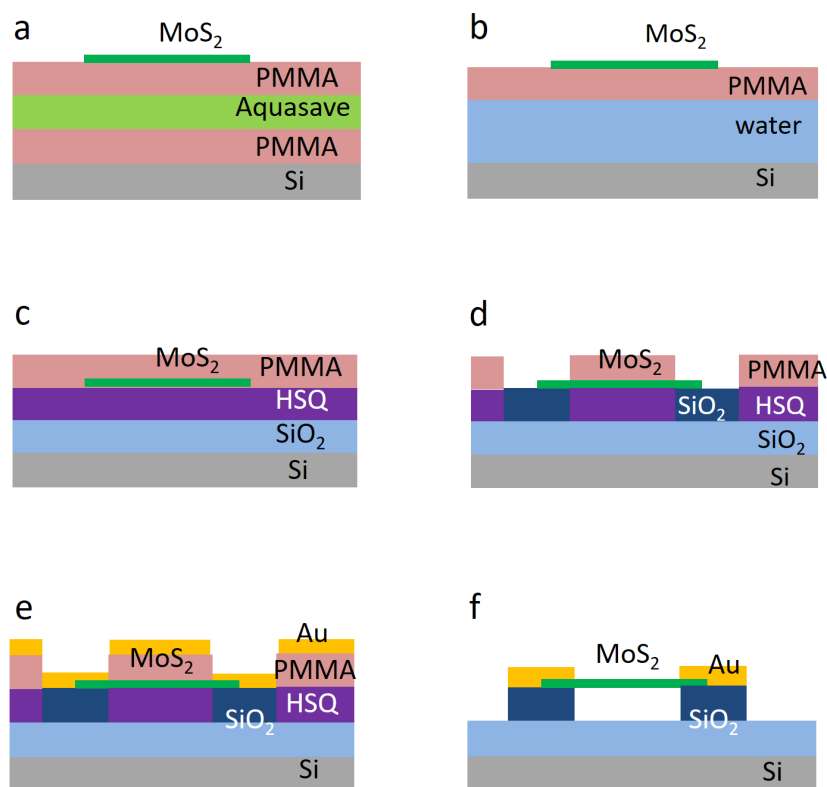 a
MoS₂
PMMA
Aquasave
PMMA
Si
b
MoS₂
PMMA
water
Si
c
MoS₂
PMMA
HSQ
SiO₂
Si
d
MoS₂
PMMA
SiO₂
HSQ
SiO₂
Si
e
Au
MoS₂
PMMA
SiO₂
HSQ
Si
f
MoS₂
Au
SiO₂
Si